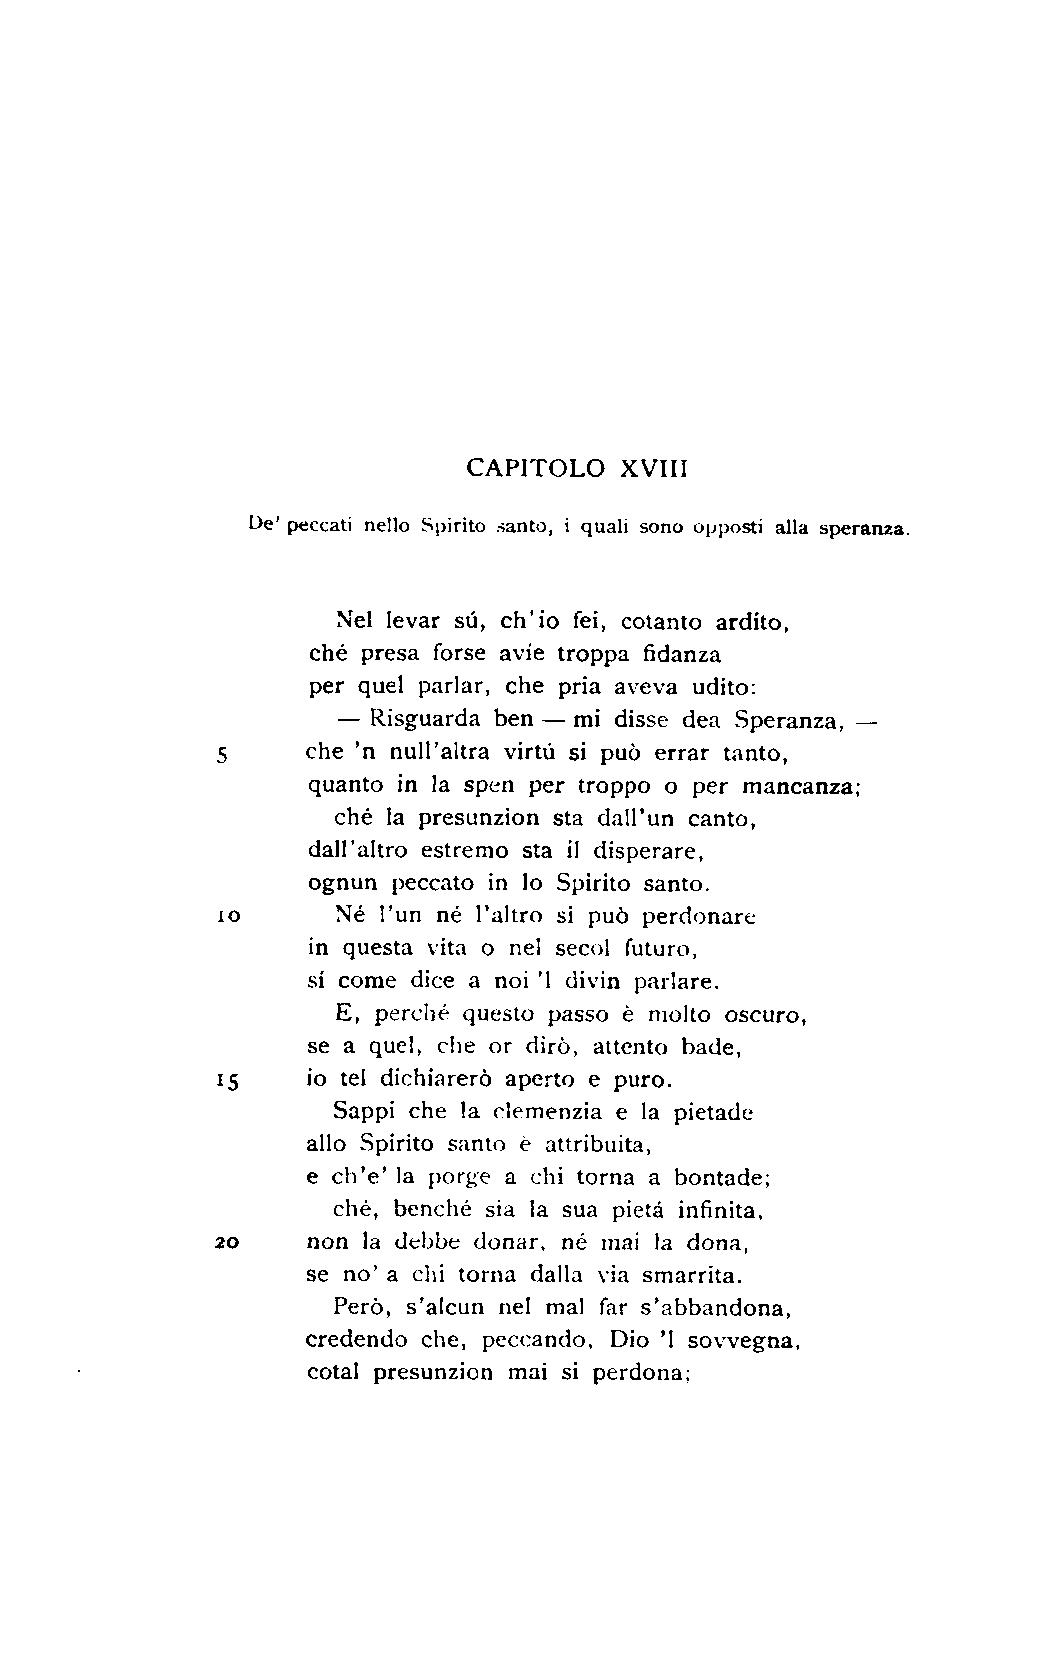 CAPITOLO XVIII
De' peccati nello Spirito santo, i quali sono opposti alla speranza.
Nel levar sú, ch'io fei, cotanto ardito,
ché presa forse avíe troppa fidanza
per quel parlar, che pria aveva udito:
— Risguarda ben — mi disse dea Speranza, —
5 che 'n null'altra virtú si può errar tanto,
quanto in la spen per troppo o per mancanza;
ché la presunzion sta dall'un canto,
dall'altro estremo sta il disperare,
ognun peccato in lo Spirito santo.
10 Né l'un né l'altro si può perdonare
in questa vita o nel secol futuro,
sí come dice a noi 'l divin parlare.
E, perché questo passo è molto oscuro,
se a quel, che or dirò, attento bade,
15 io tel dichiarerò aperto e puro.
Sappi che la clemenzia e la pietade
allo Spirito santo è attribuita,
e ch'e' la porge a chi torna a bontade;
ché, benché sia la sua pietá infinita,
20 non la debbe donar, né mai la dona,
se no' a chi torna dalla via smarrita.
Però, s'alcun nel mal far s'abbandona,
credendo che, peccando, Dio 'l sovvegna,
cotal presunzion mai si perdona;